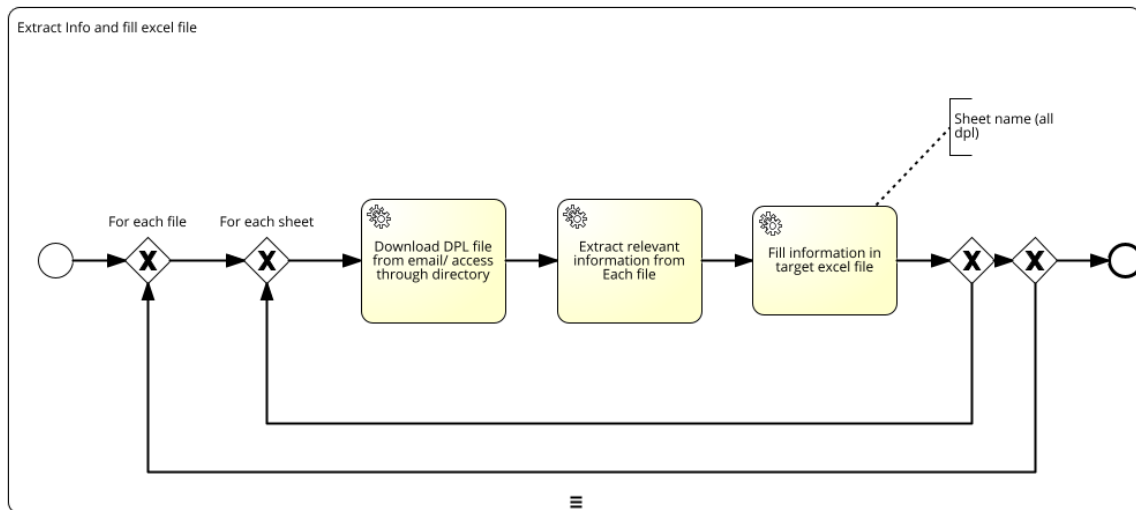 Extract Info and fill excel file
Sheet name (all
dpl)
For each file
For each sheet
Download DPL file
from email/ access
through directory
Extract relevant
information from
Each file
Fill information in
target excel file